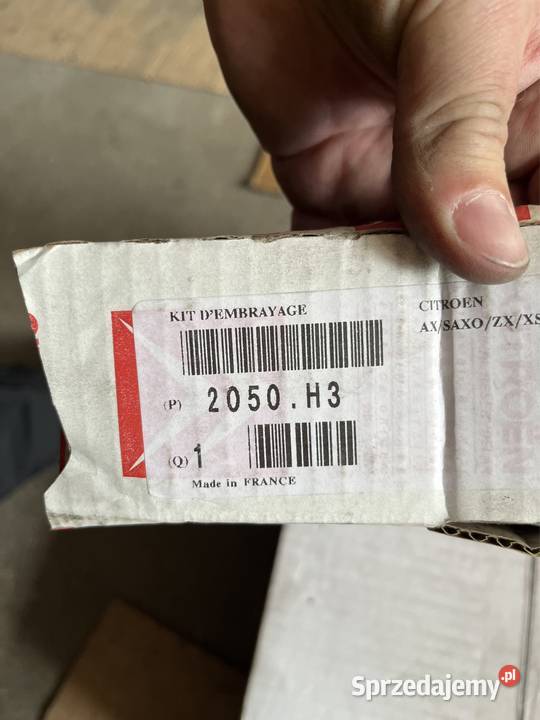 KIT D'EMBRAYAGE
CITROEN
AX/SAXO/ZX/XS
(P) 2050.H3
(Q) 1
Made in FRANCE
Sprzedajemy.pl